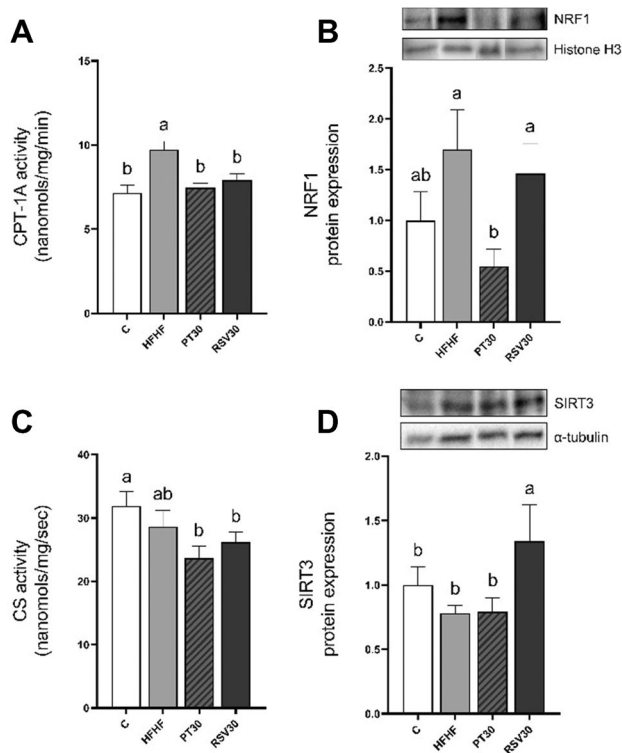 A
CPT-1A activity
(nanomols/mg/min)
15
10
5
0
b
a
b
b
C
HFHF
PT30
RSV30
B
NRF1
Histone H3
NRF1
protein expression
2.5
2.0
1.5
1.0
0.5
0.0
ab
a
b
a
C
HFHF
PT30
RSV30
C
CS activity
(nanomols/mg/sec)
40
30
20
10
0
a
ab
b
b
C
HFHF
PT30
RSV30
D
SIRT3
α-tubulin
SIRT3
protein expression
2.0
1.5
1.0
0.5
0.0
b
b
b
a
C
HFHF
PT30
RSV30